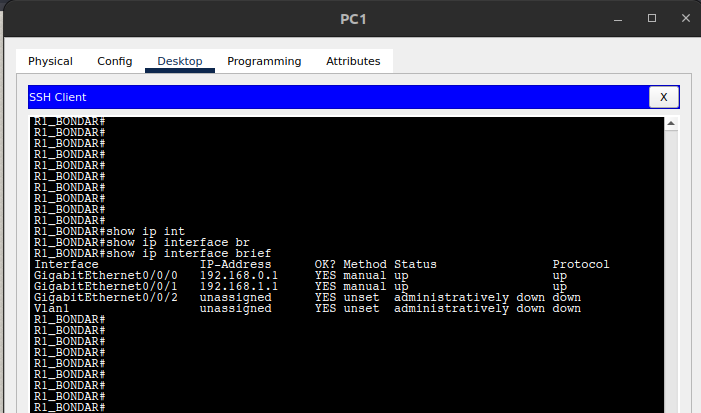 PC1
Physical Config Desktop Programming Attributes
SSH Client X
R1_BONDAR#
R1_BONDAR#
R1_BONDAR#
R1_BONDAR#
R1_BONDAR#
R1_BONDAR#
R1_BONDAR#
R1_BONDAR#
R1_BONDAR#
R1_BONDAR#
R1_BONDAR#show ip int
R1_BONDAR#show ip interface br
R1_BONDAR#show ip interface brief
Interface IP-Address OK? Method Status Protocol
GigabitEthernet0/0/0 192.168.0.1 YES manual up up
GigabitEthernet0/0/1 192.168.1.1 YES manual up up
GigabitEthernet0/0/2 unassigned YES unset administratively down down
Vlan1 unassigned YES unset administratively down down
R1_BONDAR#
R1_BONDAR#
R1_BONDAR#
R1_BONDAR#
R1_BONDAR#
R1_BONDAR#
R1_BONDAR#
R1_BONDAR#
R1_BONDAR#